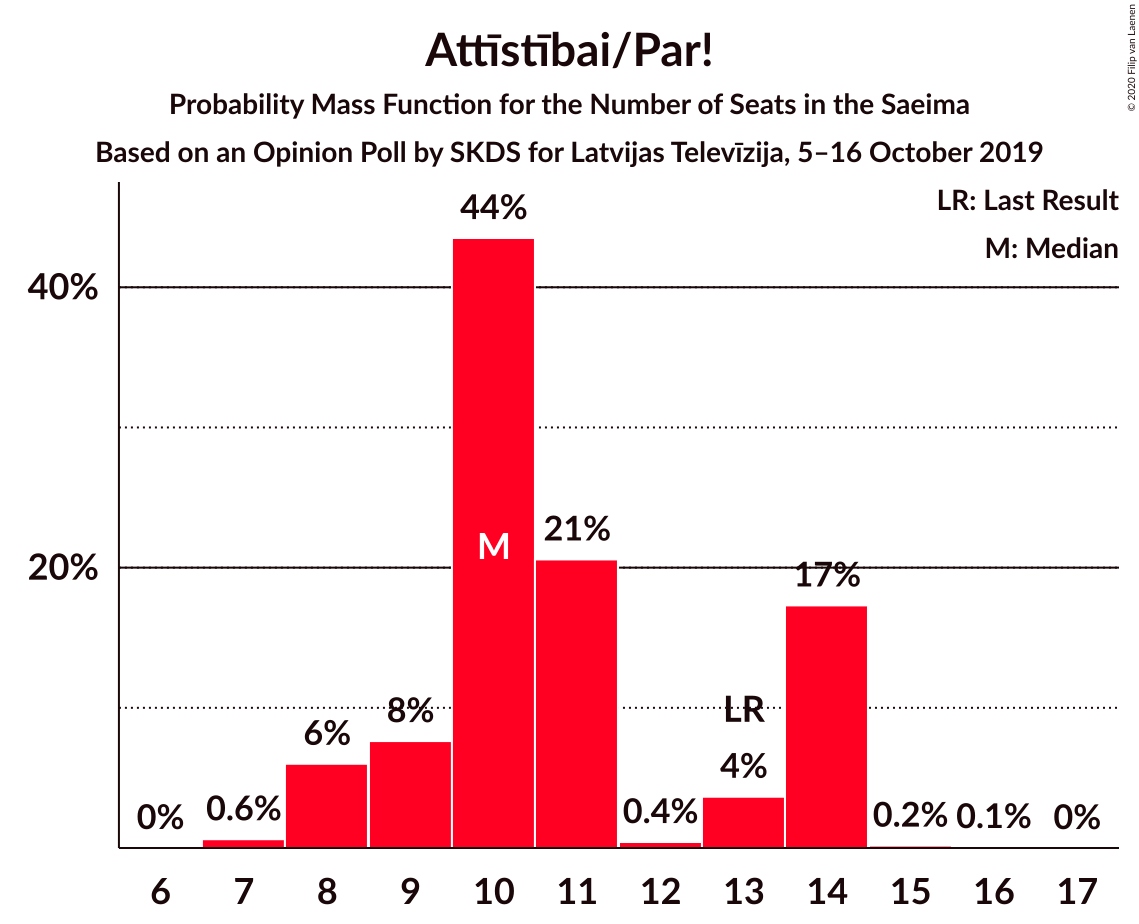 Attīstībai/Par!
Probability Mass Function for the Number of Seats in the Saeima
Based on an Opinion Poll by SKDS for Latvijas Televīzija, 5–16 October 2019
© 2020 Filip van Laenen
LR: Last Result
M: Median
40%
20%
0%
0.6%
6%
8%
44%
M
21%
0.4%
LR
4%
17%
0.2%
0.1%
0%
6 7 8 9 10 11 12 13 14 15 16 17